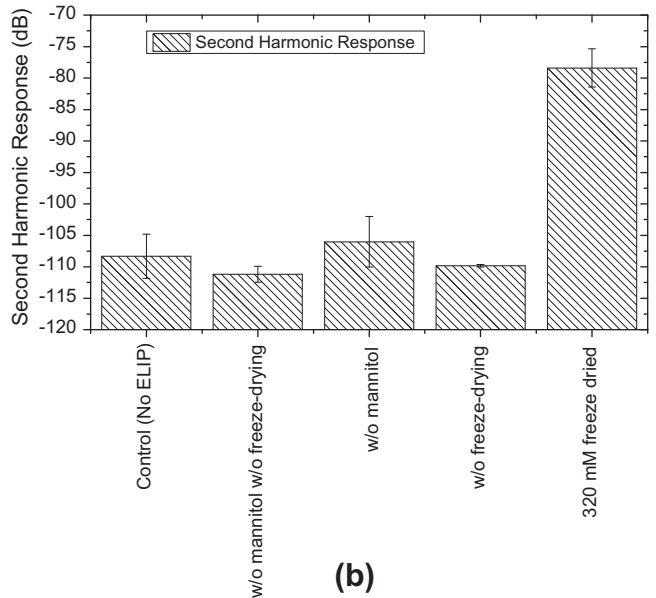 -70
-75
-80
-85
-90
-95
-100
-105
-110
-115
-120
Second Harmonic Response (dB)
Second Harmonic Response
Control (No ELIP)
w/o mannitol w/o freeze-drying
w/o mannitol
w/o freeze-drying
320 mM freeze dried
(b)